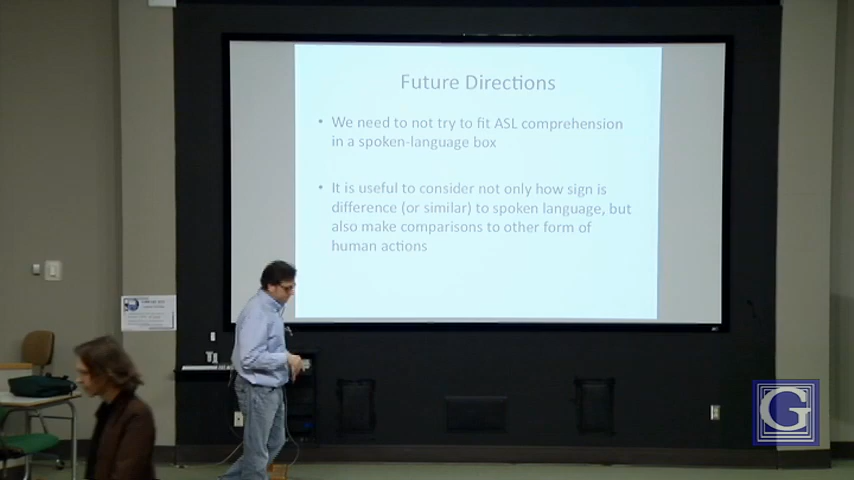 Future Directions
• We need to not try to fit ASL comprehension
in a spoken-language box
• It is useful to consider not only how sign is
difference (or similar) to spoken language, but
also make comparisons to other form of
human actions
G